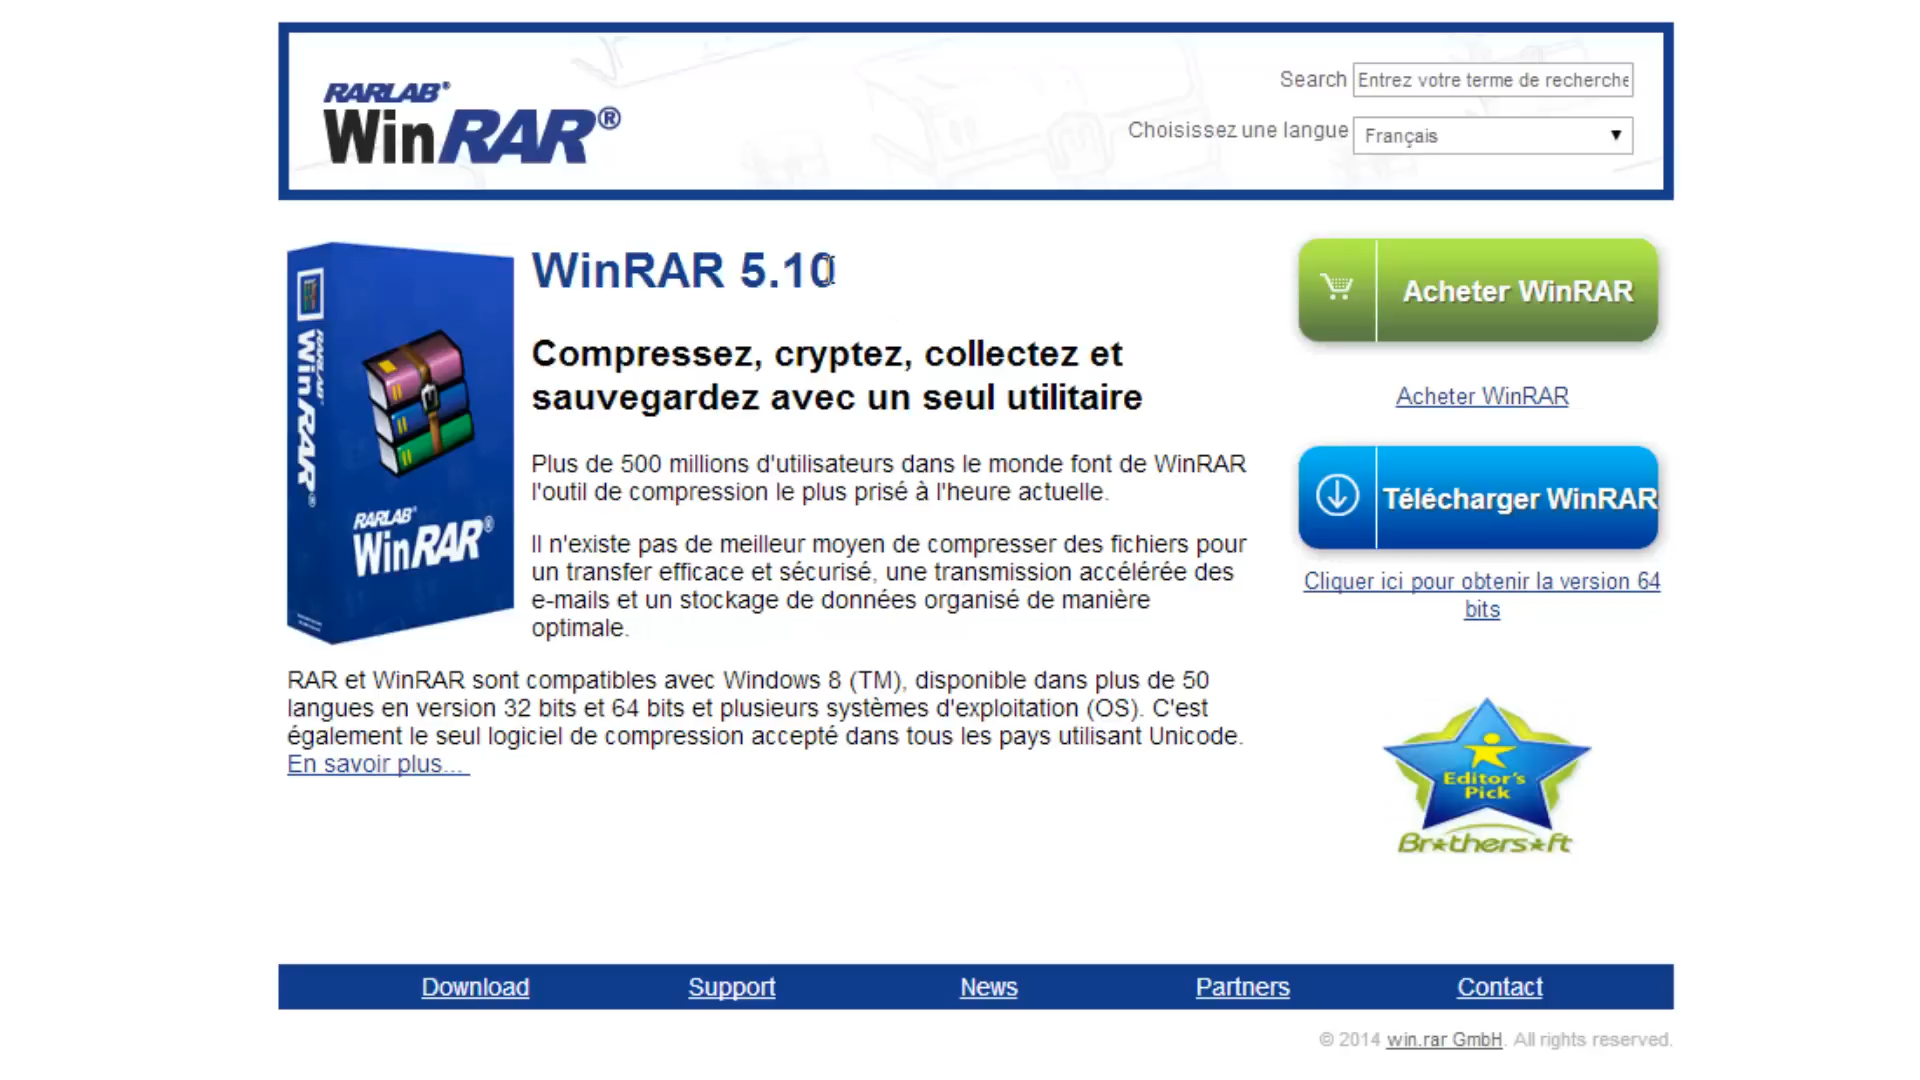 RARLAB®
WinRAR®
Search Entrez votre terme de recherche
Choisissez une langue Français
WinRAR 5.10
Compressez, cryptez, collectez et
sauvegardez avec un seul utilitaire
Plus de 500 millions d'utilisateurs dans le monde font de WinRAR
l'outil de compression le plus prisé à l'heure actuelle.
Il n'existe pas de meilleur moyen de compresser des fichiers pour
un transfer efficace et sécurisé, une transmission accélérée des
e-mails et un stockage de données organisé de manière
optimale.
RARLAB®
WinRAR®
RARLAB®
WinRAR®
RAR et WinRAR sont compatibles avec Windows 8 (TM), disponible dans plus de 50
langues en version 32 bits et 64 bits et plusieurs systèmes d'exploitation (OS). C'est
également le seul logiciel de compression accepté dans tous les pays utilisant Unicode.
En savoir plus...
Acheter WinRAR
Acheter WinRAR
Télécharger WinRAR
Cliquer ici pour obtenir la version 64
bits
Editor's
Pick
Br★thers★ft
Download Support News Partners Contact
© 2014 win.rar GmbH. All rights reserved.